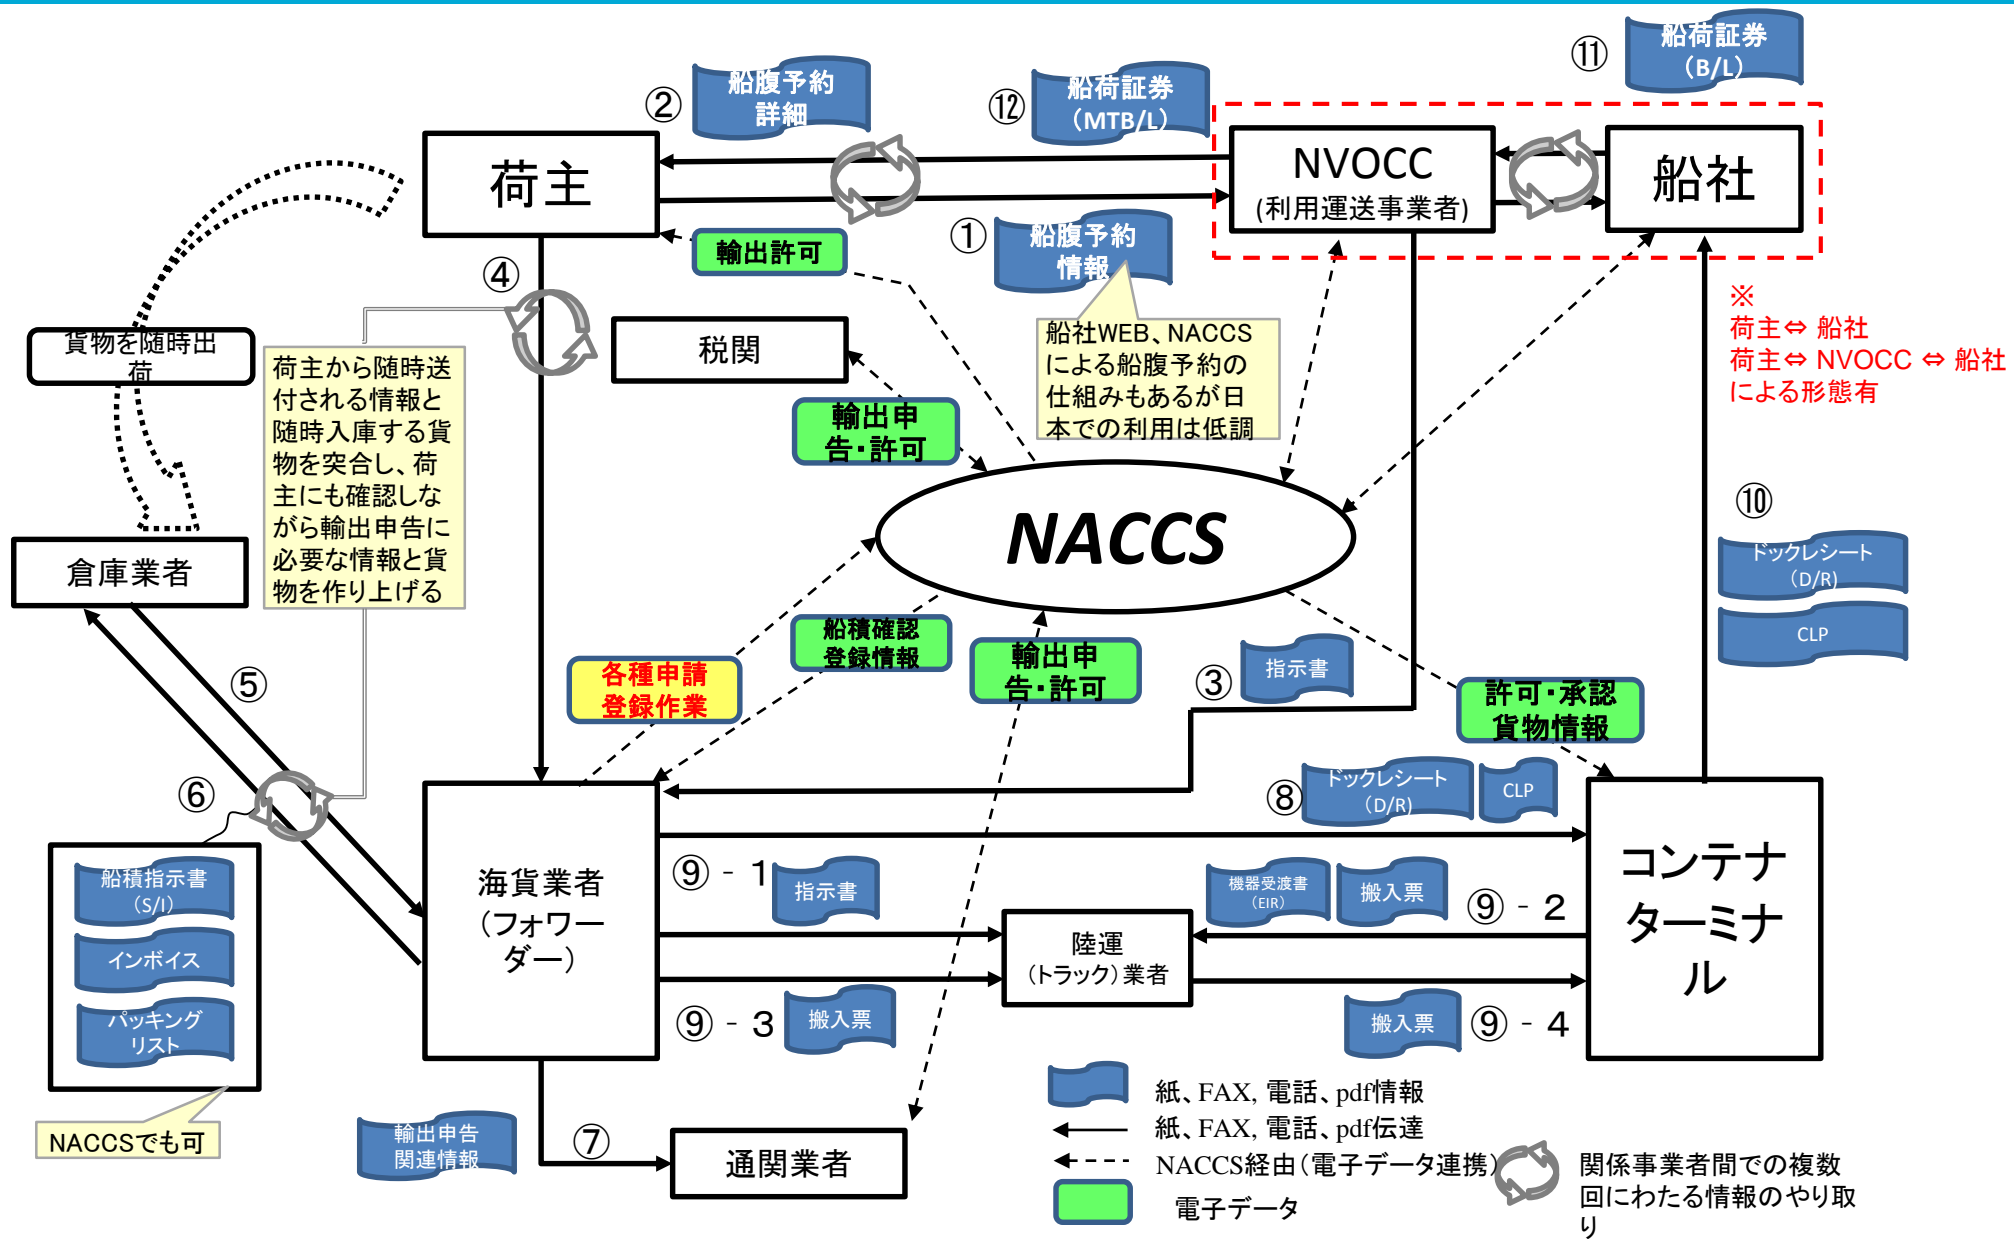 ⑪
船荷証券
（B/L）
②
船腹予約
詳細
⑫
船荷証券
（MTB/L）
荷主
NVOCC
(利用運送事業者)
船社
①
船腹予約
情報
輸出許可
④
※
荷主⇔ 船社
荷主⇔ NVOCC ⇔ 船社
による形態有
船社WEB、NACCS
による船腹予約の
仕組みもあるが日
本での利用は低調
貨物を随時出
荷
税関
荷主から随時送
付される情報と
随時入庫する貨
物を突合し、荷
主にも確認しな
がら輸出申告に
必要な情報と貨
物を作り上げる
輸出申
告・許可
NACCS
⑩
ドックレシート
（D/R)
CLP
倉庫業者
船積確認
登録情報
輸出申
告・許可
③
指示書
各種申請
登録作業
許可・承認
貨物情報
⑤
⑥
⑧
ドックレシート
（D/R)
CLP
船積指示書
（S/I）
インボイス
パッキング
リスト
NACCSでも可
海貨業者
(フォワー
ダー)
⑨‐１
指示書
機器受渡書
（EIR）
搬入票
⑨‐２
陸運
(トラック)業者
コンテナ
ターミナ
ル
⑨‐３
搬入票
搬入票
⑨‐４
輸出申告
関連情報
⑦
通関業者
紙、FAX, 電話、pdf情報
紙、FAX, 電話、pdf伝達
NACCS経由（電子データ連携）
電子データ
関係事業者間での複数
回にわたる情報のやり取
り